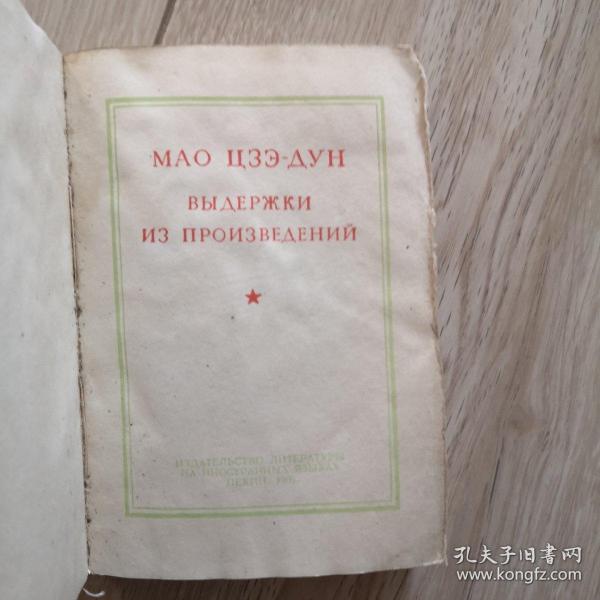 МАО ЦЗЭ-ДУН
ВЫДЕРЖКИ
ИЗ ПРОИЗВЕДЕНИЙ
ИЗДАТЕЛЬСТВО ЛИТЕРАТУРЫ
НА ИНОСТРАННЫХ ЯЗЫКАХ
ПЕКИН
孔夫子旧書网
www.kongfz.com